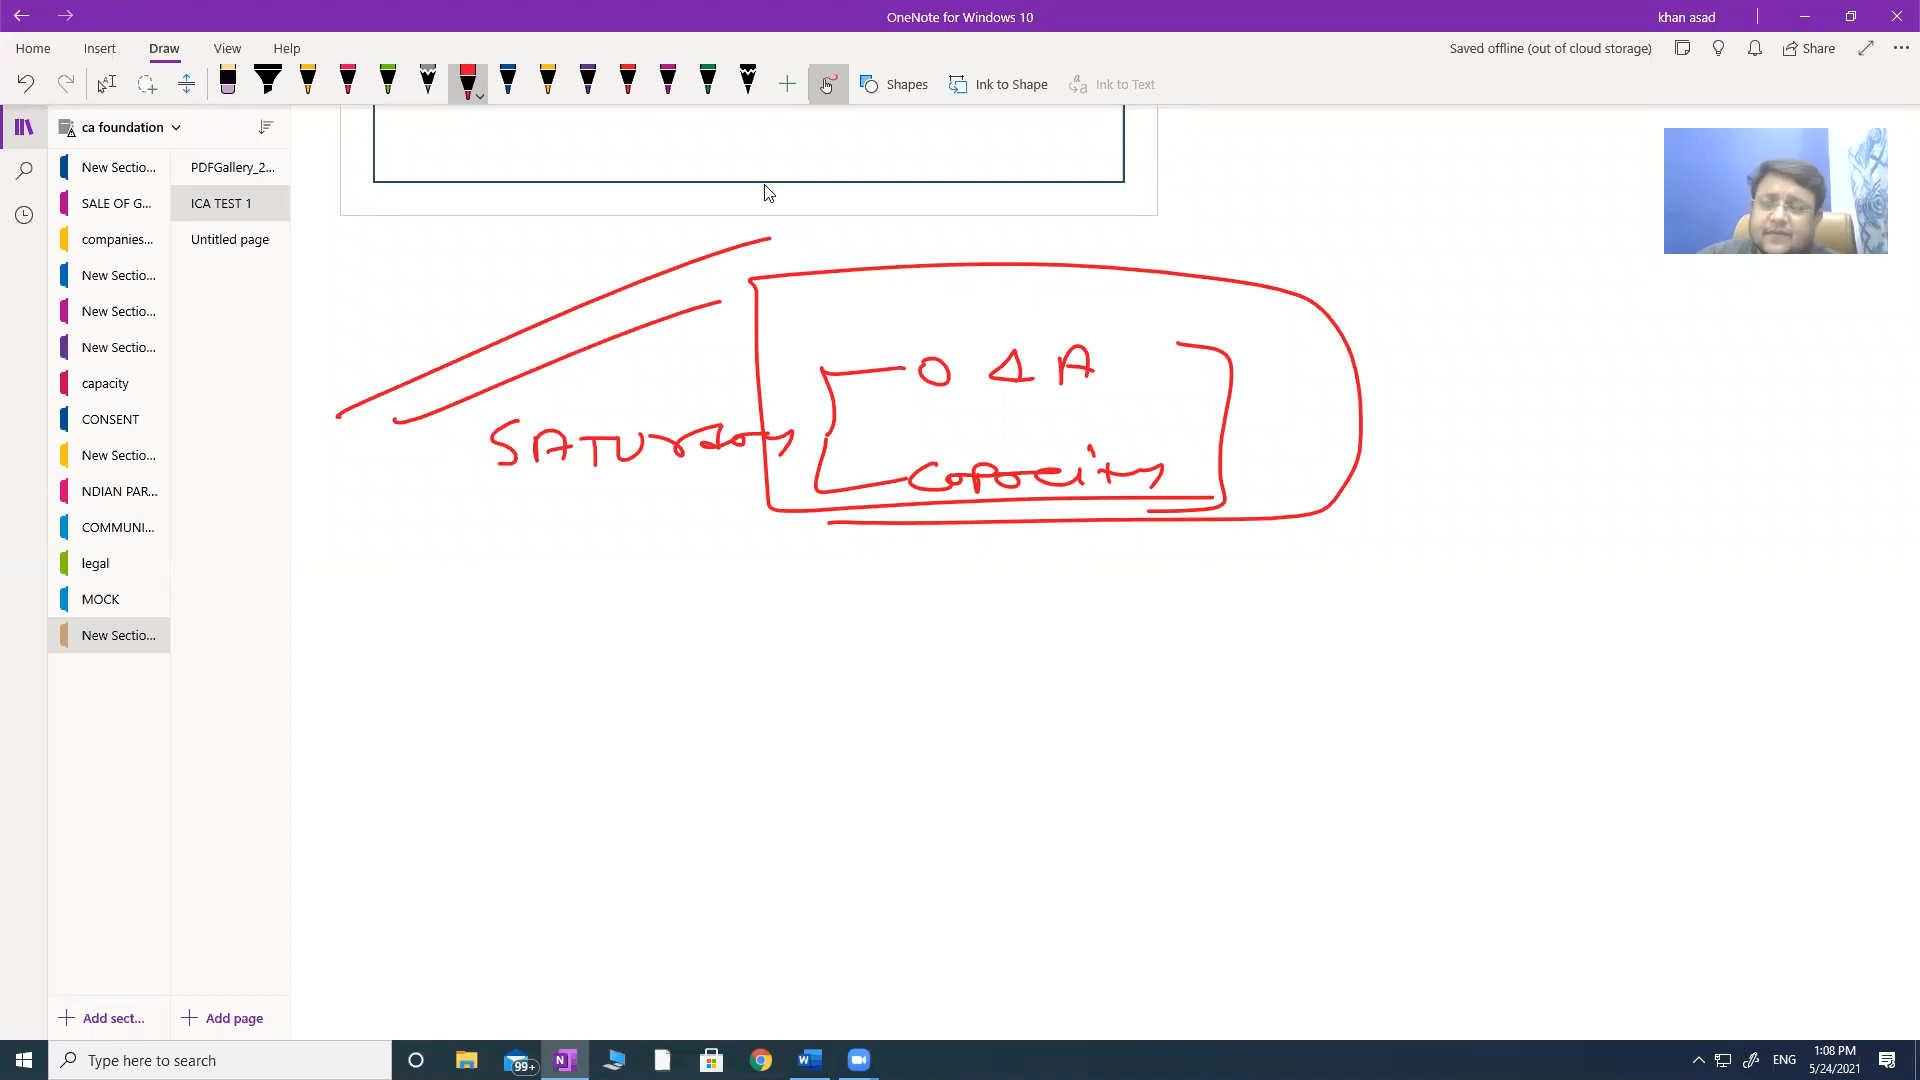 OneNote for Windows 10
khan asad
Home Insert Draw View Help
Saved offline (out of cloud storage)
Share
Shapes
Ink to Shape
Ink to Text
ca foundation
New Sectio...
SALE OF G...
companies...
New Sectio...
New Sectio...
New Sectio...
capacity
CONSENT
New Sectio...
NDIAN PAR...
COMMUNI...
legal
MOCK
New Sectio...
PDFGallery_2...
ICA TEST 1
Untitled page
O & A
SATUrday
Capacity
Add sect...
Add page
Type here to search
99+
ENG
1:08 PM
5/24/2021